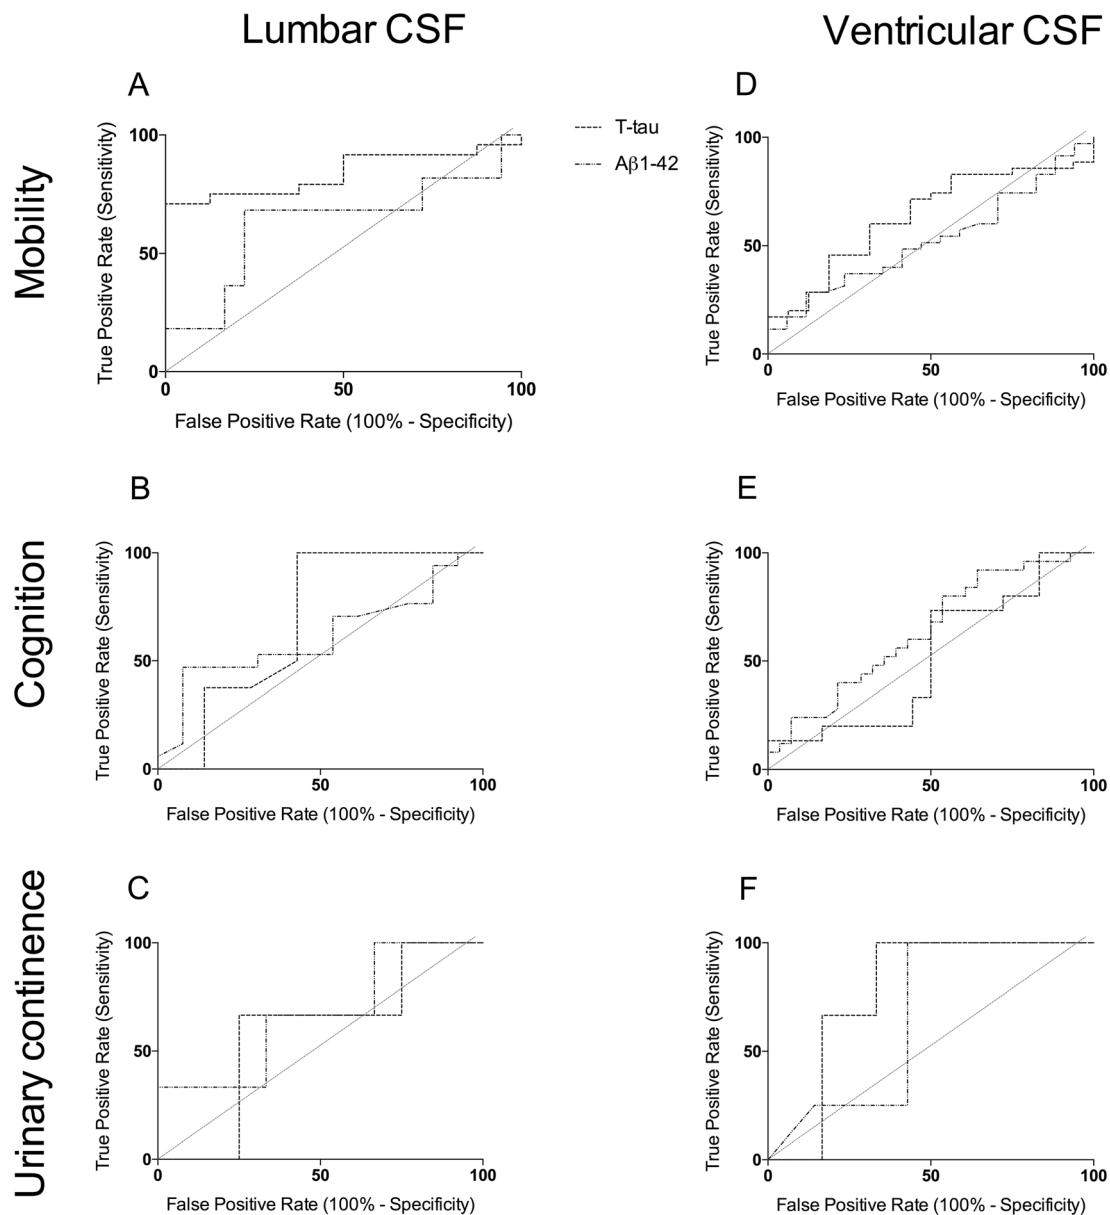 Lumbar CSF
Ventricular CSF
Mobility
A
100
50
0
0
50
100
True Positive Rate (Sensitivity)
False Positive Rate (100% - Specificity)
T-tau
Aβ1-42
D
100
50
0
0
50
100
True Positive Rate (Sensitivity)
False Positive Rate (100% - Specificity)
Cognition
B
100
50
0
0
50
100
True Positive Rate (Sensitivity)
False Positive Rate (100% - Specificity)
E
100
50
0
0
50
100
True Positive Rate (Sensitivity)
False Positive Rate (100% - Specificity)
Urinary continence
C
100
50
0
0
50
100
True Positive Rate (Sensitivity)
False Positive Rate (100% - Specificity)
F
100
50
0
0
50
100
True Positive Rate (Sensitivity)
False Positive Rate (100% - Specificity)